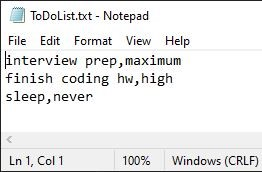 ToDoList.txt - Notepad
File Edit Format View Help
interview prep,maximum
finish coding hw,high
sleep,never
Ln 1, Col 1 100% Windows (CRLF)